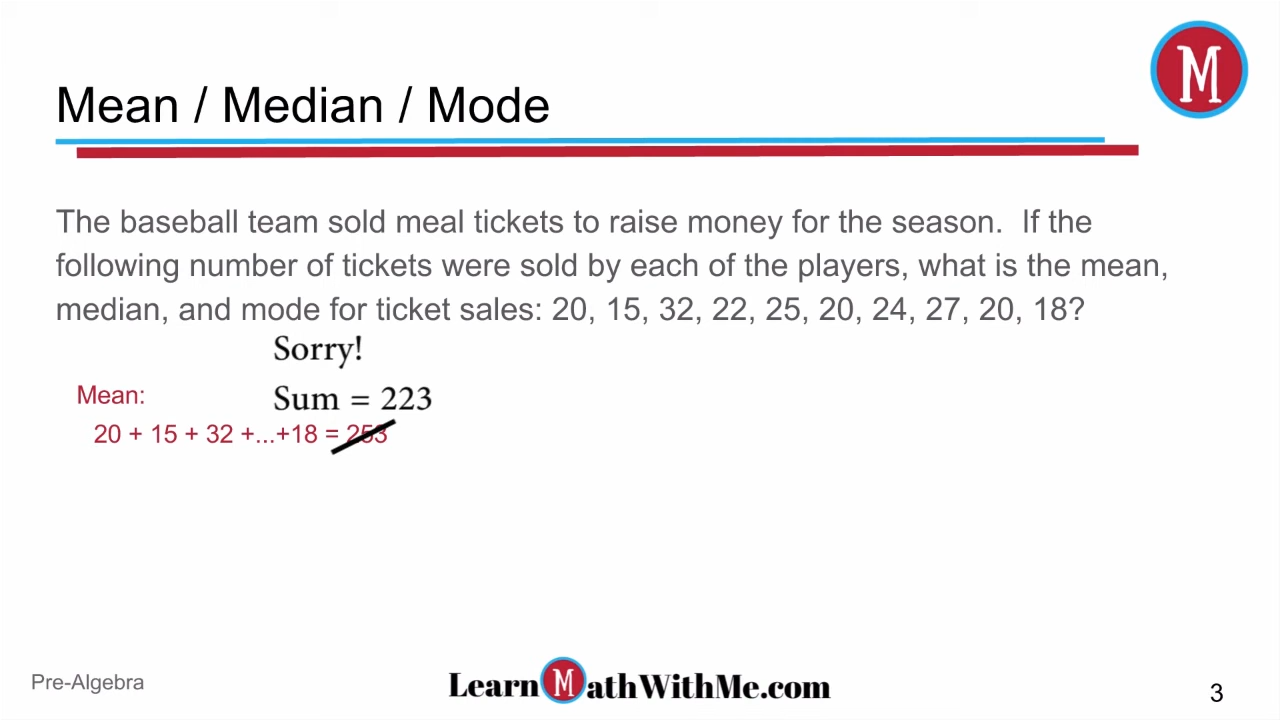 M
Mean / Median / Mode
The baseball team sold meal tickets to raise money for the season.  If the
following number of tickets were sold by each of the players, what is the mean,
median, and mode for ticket sales: 20, 15, 32, 22, 25, 20, 24, 27, 20, 18?
Sorry!
Mean:
Sum = 223
20 + 15 + 32 +...+18 = 253
Pre-Algebra
LearnMathWithMe.com
3